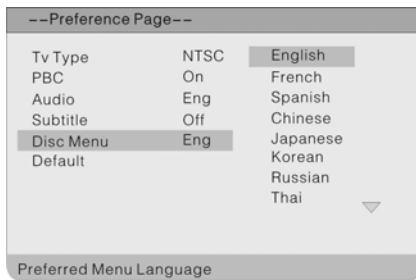 --Preference Page--
Tv Type NTSC English
PBC On French
Audio Eng Spanish
Subtitle Off Chinese
Disc Menu Eng Japanese
Default Korean
Russian
Thai
Preferred Menu Language